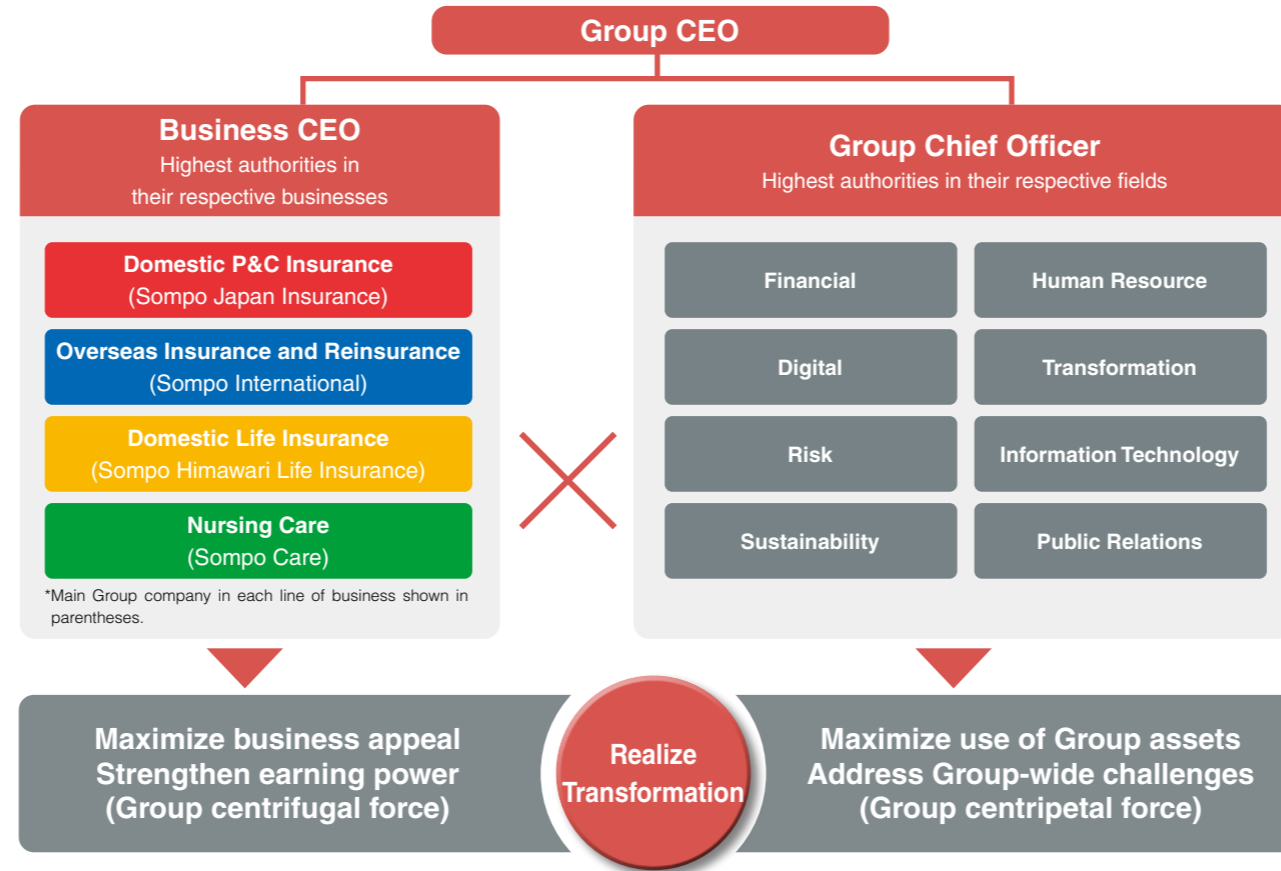 Group CEO
Business CEO
Highest authorities in
their respective businesses
Domestic P&C Insurance
(Sompo Japan Insurance)
Overseas Insurance and Reinsurance
(Sompo International)
Domestic Life Insurance
(Sompo Himawari Life Insurance)
Nursing Care
(Sompo Care)
*Main Group company in each line of business shown in
parentheses.
Group Chief Officer
Highest authorities in their respective fields
Financial
Human Resource
Digital
Transformation
Risk
Information Technology
Sustainability
Public Relations
Maximize business appeal
Strengthen earning power
(Group centrifugal force)
Realize
Transformation
Maximize use of Group assets
Address Group-wide challenges
(Group centripetal force)